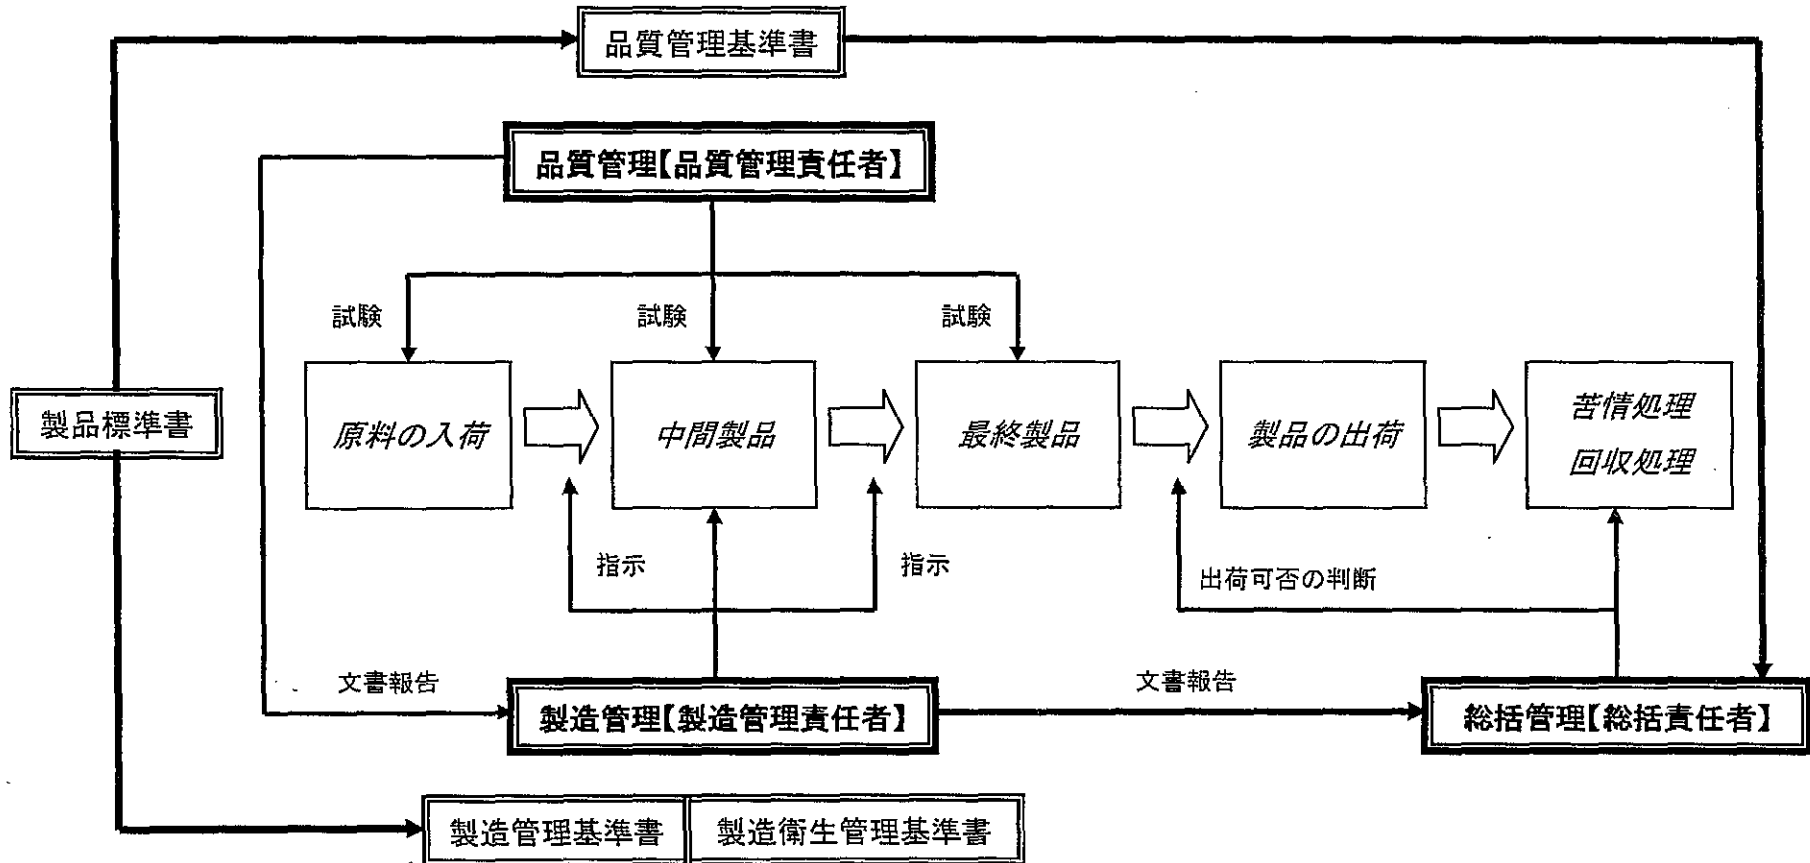 品質管理基準書
品質管理【品質管理責任者】
試験
試験
試験
製品標準書
原料の入荷
中間製品
最終製品
製品の出荷
苦情処理
回収処理
指示
指示
出荷可否の判断
文書報告
文書報告
製造管理【製造管理責任者】
総括管理【総括責任者】
製造管理基準書
製造衛生管理基準書